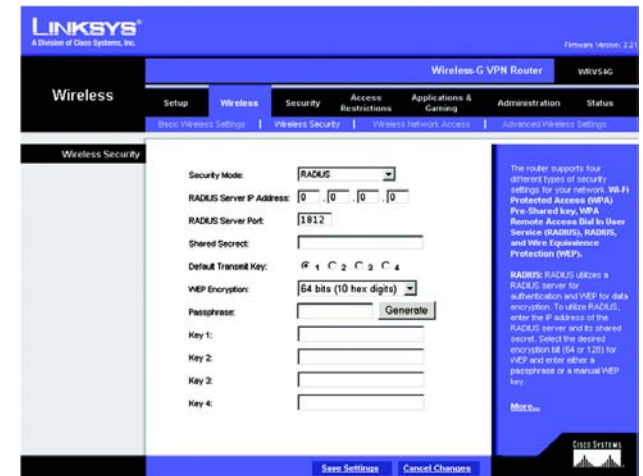 LINKSYS®
A Division of Cisco Systems, Inc.
Firmware Version: 2.21
Wireless-G VPN Router
WRV54G
Wireless
Setup
Wireless
Security
Access Restrictions
Applications & Gaming
Administration
Status
Basic Wireless Settings | Wireless Security | Wireless Network Access | Advanced Wireless Settings
Wireless Security
Security Mode: RADIUS
RADIUS Server IP Address: 0 . 0 . 0 . 0
RADIUS Server Port: 1812
Shared Secrect:
Default Transmit Key: 1 2 3 4
WEP Encryption: 64 bits (10 hex digits)
Passphrase: Generate
Key 1:
Key 2:
Key 3:
Key 4:
The router supports four
different types of security
settings for your network. Wi-Fi
Protected Access (WPA)
Pre-Shared key, WPA
Remote Access Dial In User
Service (RADIUS), RADIUS,
and Wire Equivalence
Protection (WEP).
RADIUS: RADIUS utilizes a
RADIUS server for
authentication and WEP for data
encryption. To utilize RADIUS,
enter the IP address of the
RADIUS server and its shared
secret. Select the desired
encryption bit (64 or 128) for
WEP and enter either a
passphrase or a manual WEP
key.
More...
Save Settings
Cancel Changes
CISCO SYSTEMS